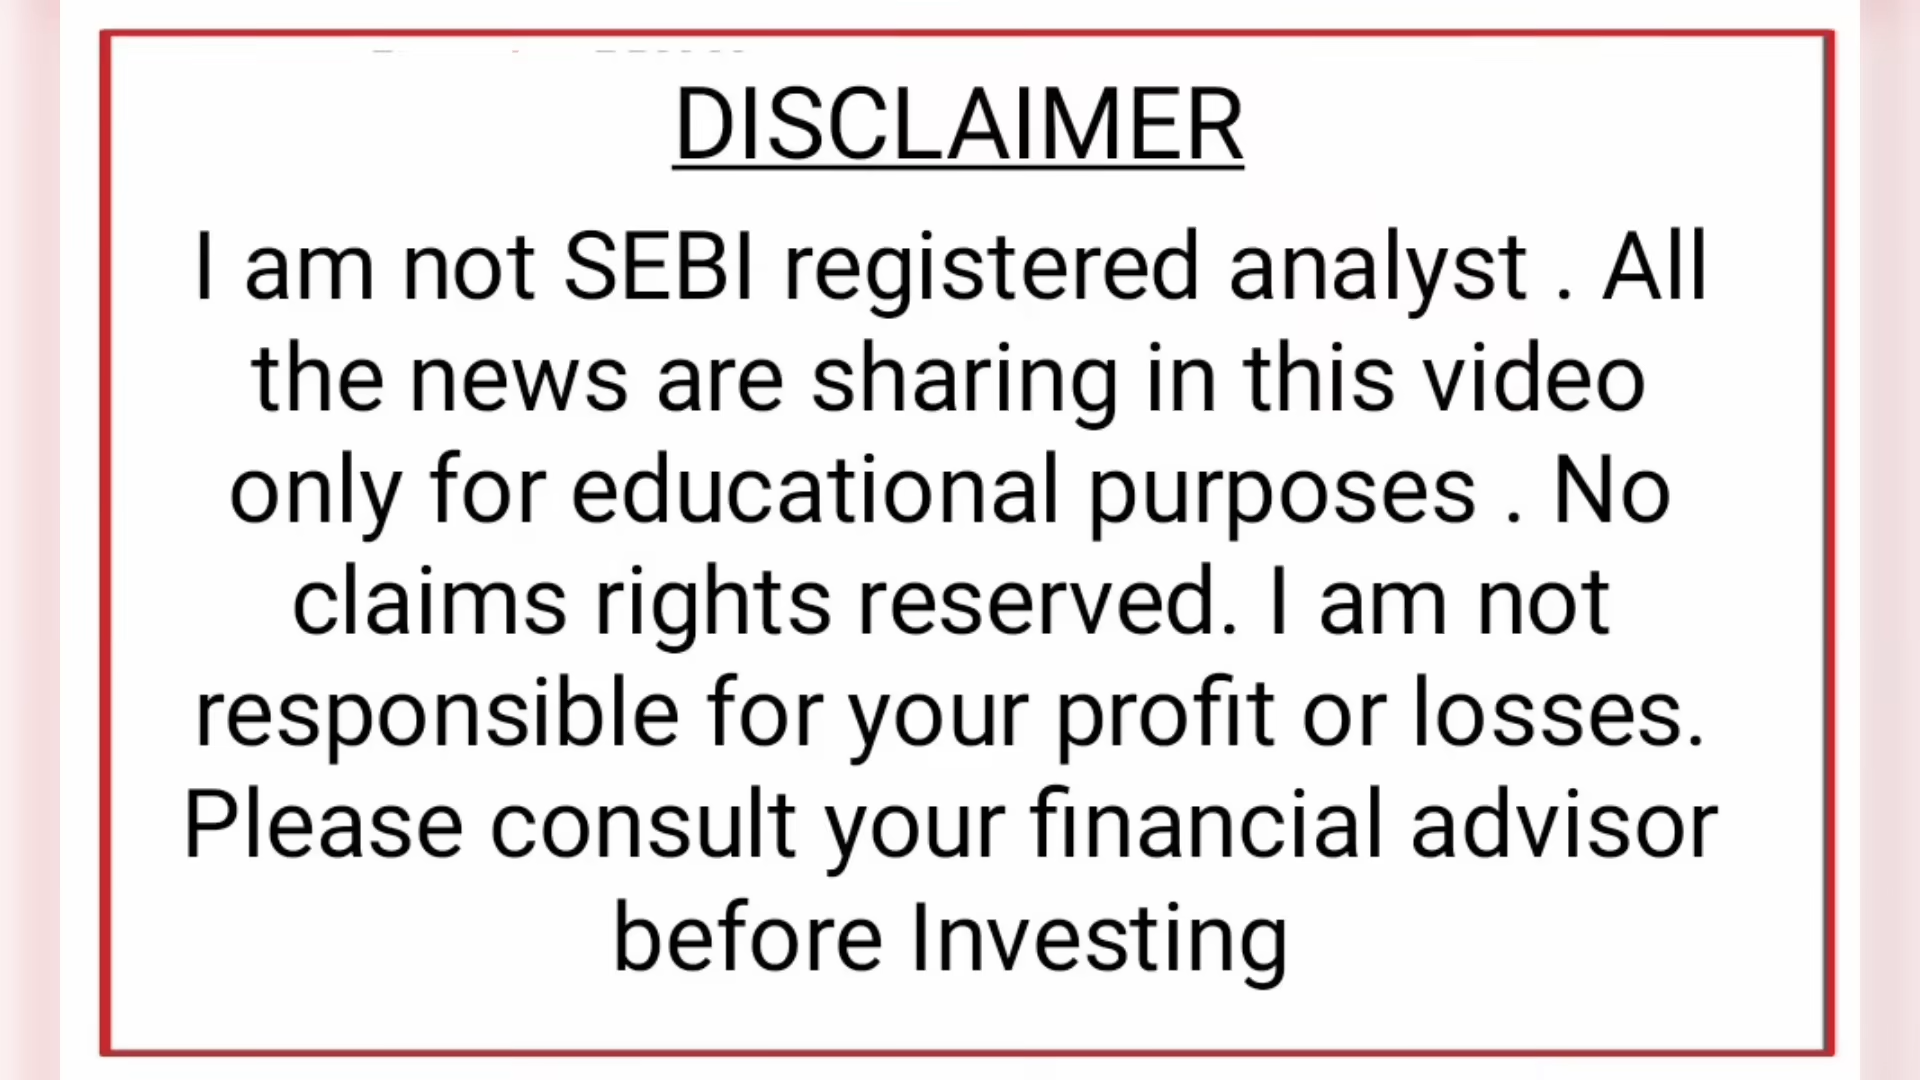 DISCLAIMER
I am not SEBI registered analyst . All
the news are sharing in this video
only for educational purposes . No
claims rights reserved. I am not
responsible for your profit or losses.
Please consult your financial advisor
before Investing